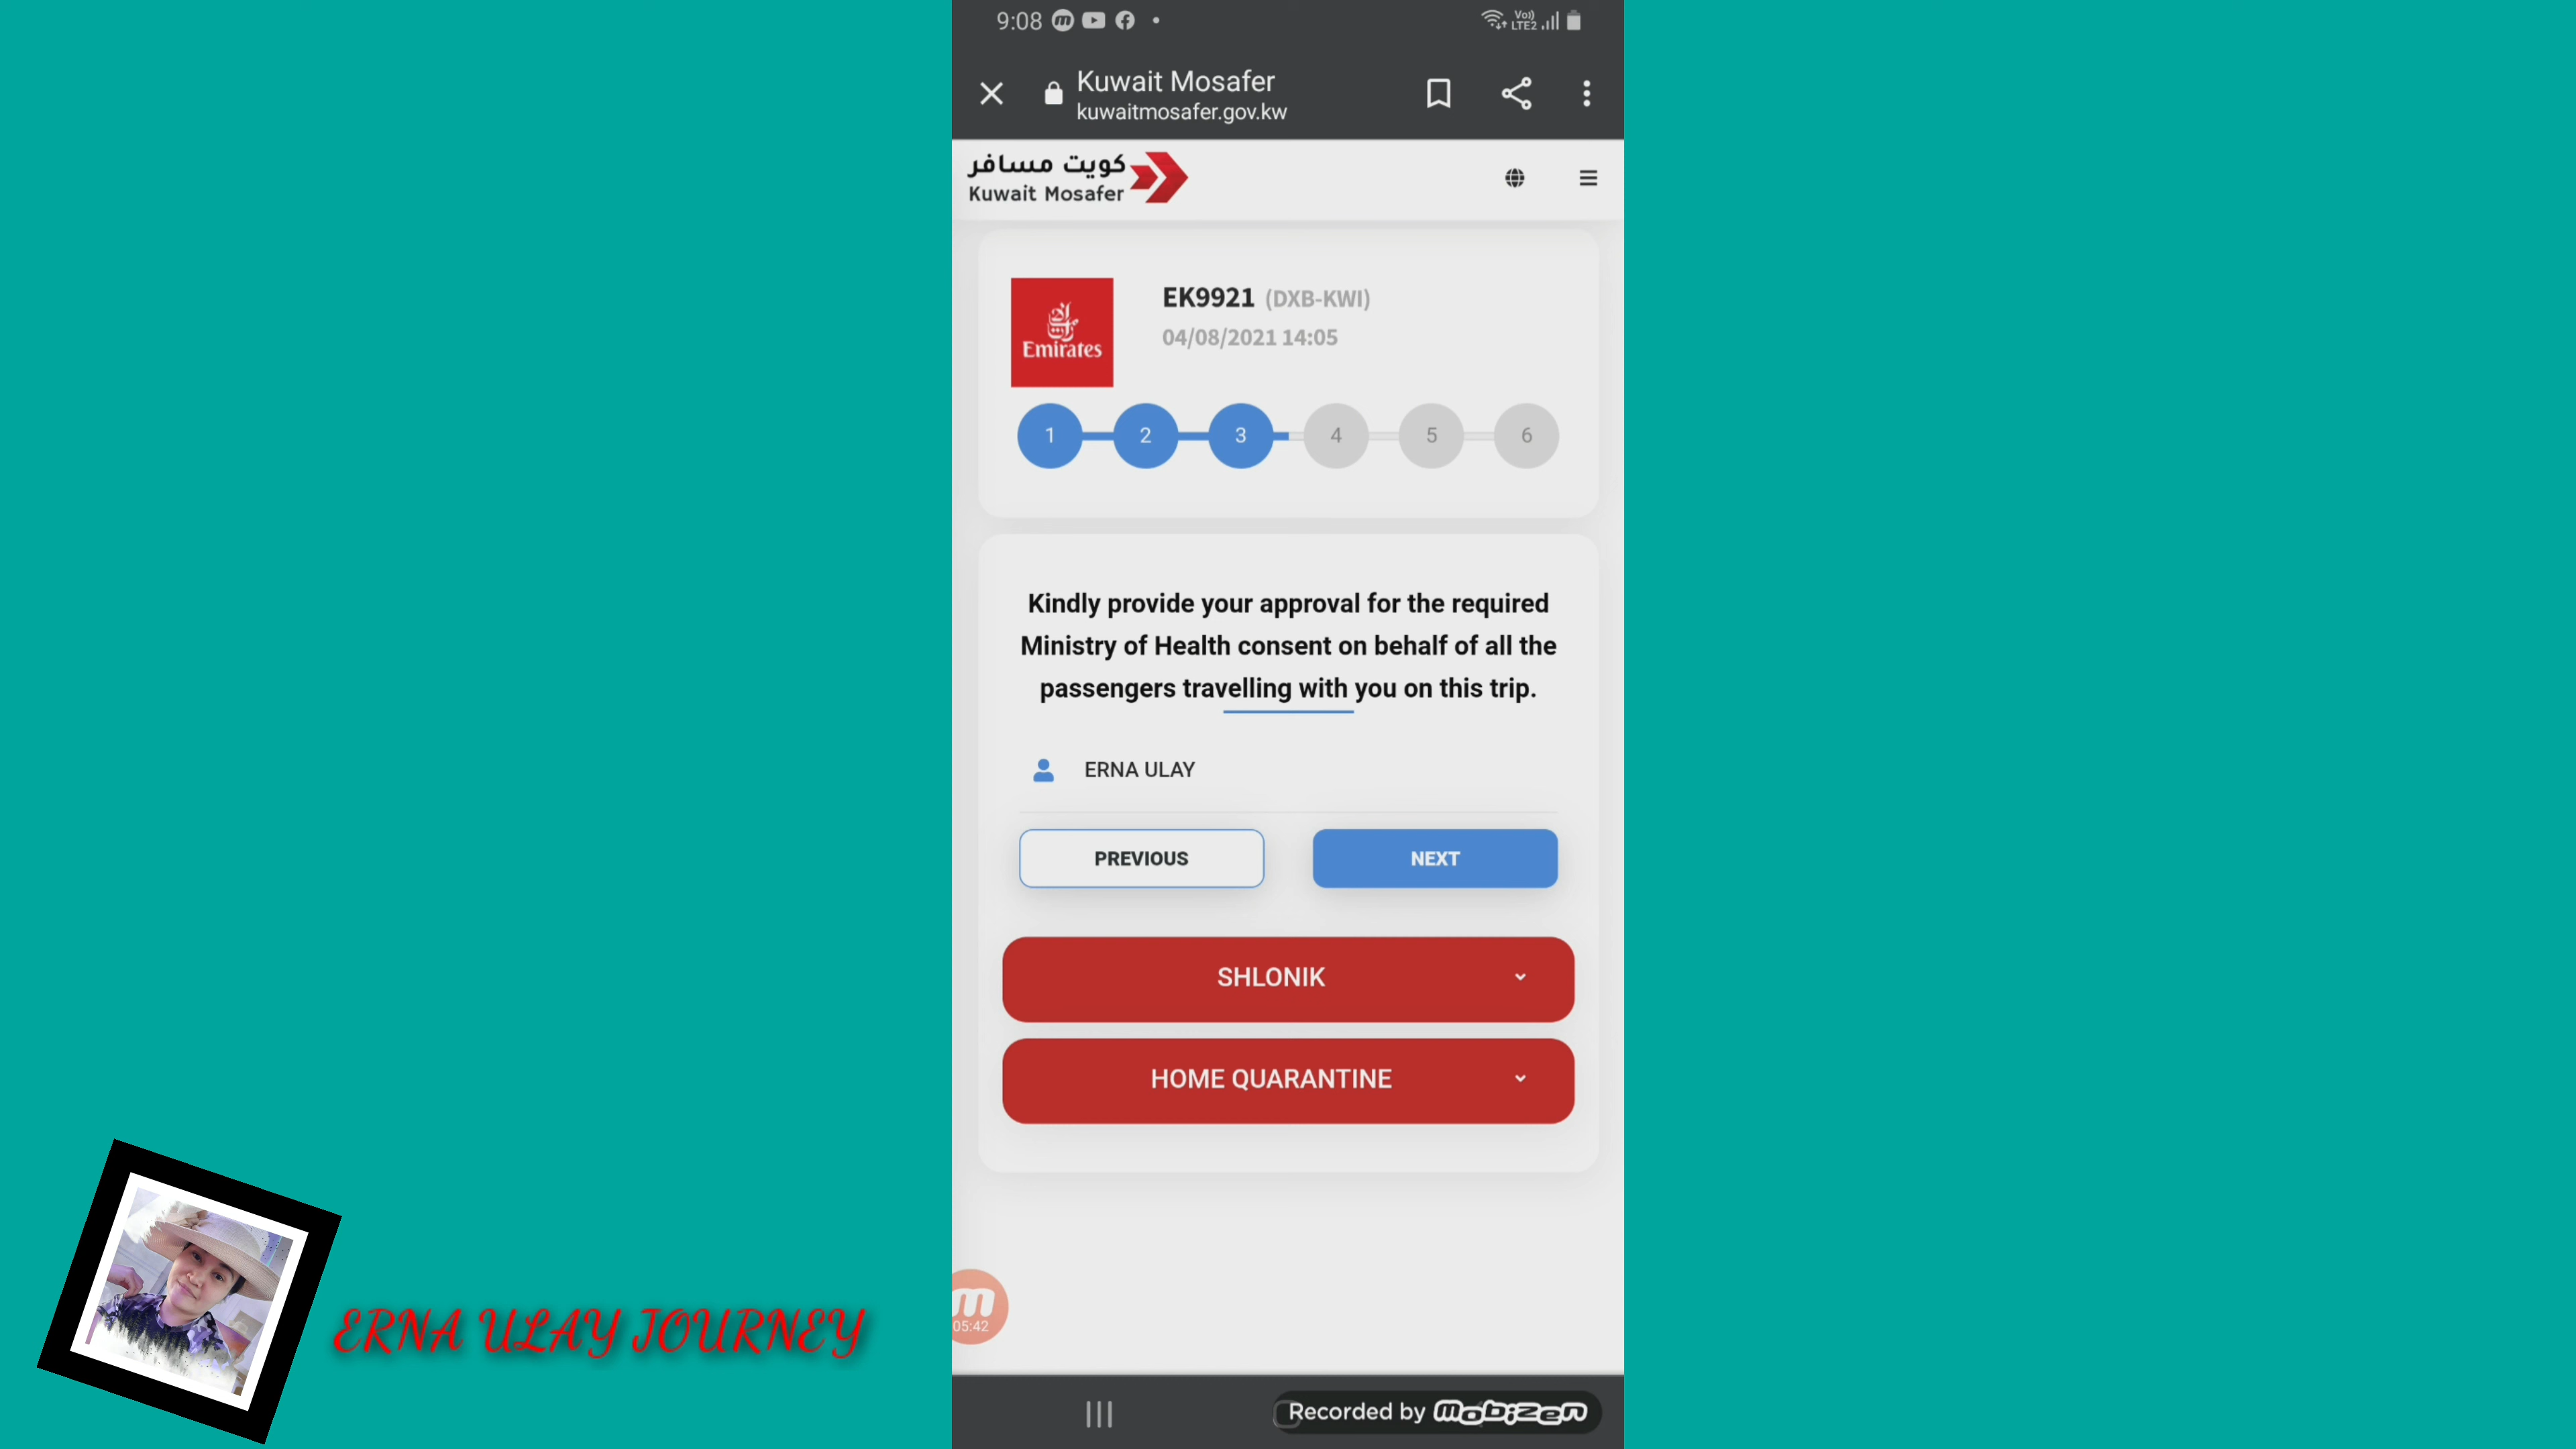 9:08
Vo)) LTE2
Kuwait Mosafer
kuwaitmosafer.gov.kw
كويت مسافر
Kuwait Mosafer
Emirates
EK9921 (DXB-KWI)
04/08/2021 14:05
1 2 3 4 5 6
Kindly provide your approval for the required
Ministry of Health consent on behalf of all the
passengers travelling with you on this trip.
ERNA ULAY
PREVIOUS NEXT
SHLONIK
HOME QUARANTINE
m
05:42
ERNA ULAY JOURNEY
Recorded by mobizen